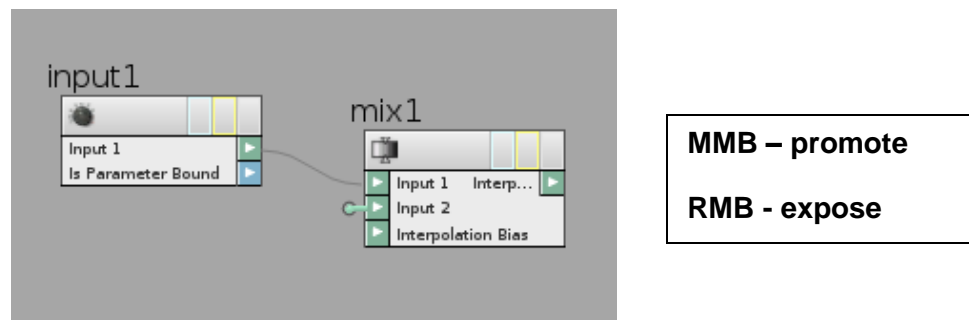 input1
Input 1
Is Parameter Bound
mix1
Input 1 Interp...
Input 2
Interpolation Bias
MMB – promote
RMB - expose